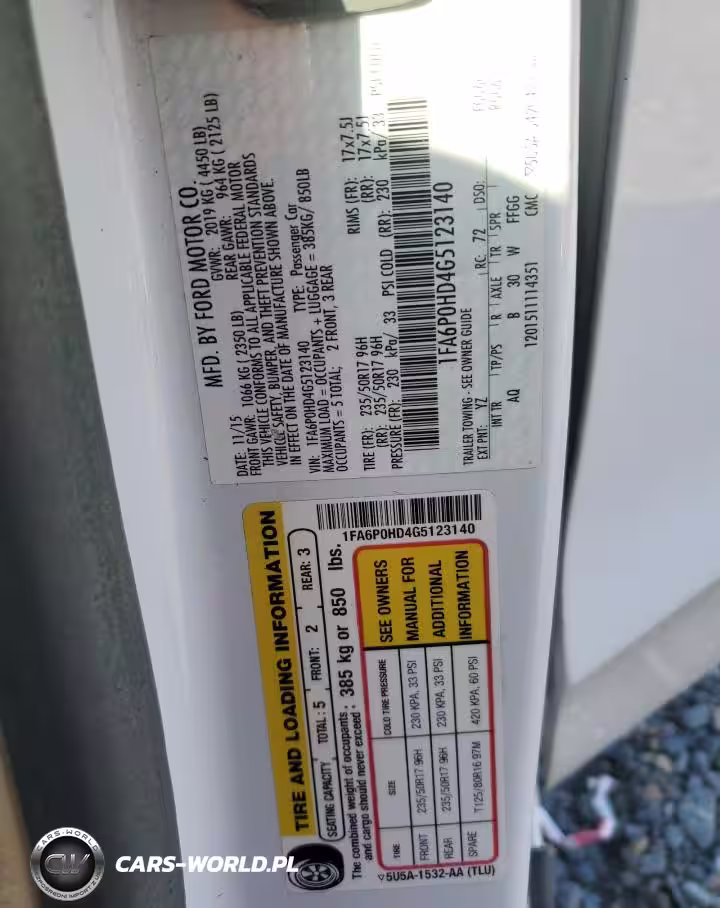 MFD. BY FORD MOTOR CO.
DATE: 11/15 GVWR: 2019 KG ( 4450 LB)
FRONT GAWR: 1066 KG ( 2350 LB) REAR GAWR: 964 KG ( 2125 LB)
THIS VEHICLE CONFORMS TO ALL APPLICABLE FEDERAL MOTOR
VEHICLE SAFETY, BUMPER, AND THEFT PREVENTION STANDARDS
IN EFFECT ON THE DATE OF MANUFACTURE SHOWN ABOVE.
VIN: 1FA6P0HD4G5123140 TYPE: Passenger Car
MAXIMUM LOAD = OCCUPANTS + LUGGAGE = 385KG/ 850LB
OCCUPANTS = 5 TOTAL; 2 FRONT, 3 REAR
TIRE (FR): 235/50R17 96H RIMS (FR): 17x7.5J
(RR): 235/50R17 96H (RR): 17x7.5J
PRESSURE (FR): 230 kPa/ 33 PSI COLD (RR): 230 kPa/ 33 PSI COLD
1FA6P0HD4G5123140
TRAILER TOWING - SEE OWNER GUIDE
EXT PNT: YZ RC: 72 DSO:
INT TR TP/PS R AXLE TR SPR
AQ B 30 W FFGG
1201511114351 CMC
TIRE AND LOADING INFORMATION
SEATING CAPACITY TOTAL: 5 FRONT: 2 REAR: 3
The combined weight of occupants and cargo should never exceed: 385 kg or 850 lbs.
1FA6P0HD4G5123140
TIRE SIZE COLD TIRE PRESSURE
FRONT 235/50R17 96H 230 KPA, 33 PSI
REAR 235/50R17 96H 230 KPA, 33 PSI
SPARE T125/80R16 97M 420 KPA, 60 PSI
SEE OWNERS
MANUAL FOR
ADDITIONAL
INFORMATION
5U5A-1532-AA (TLU)
CARS-WORLD
CW
CARS-WORLD.PL